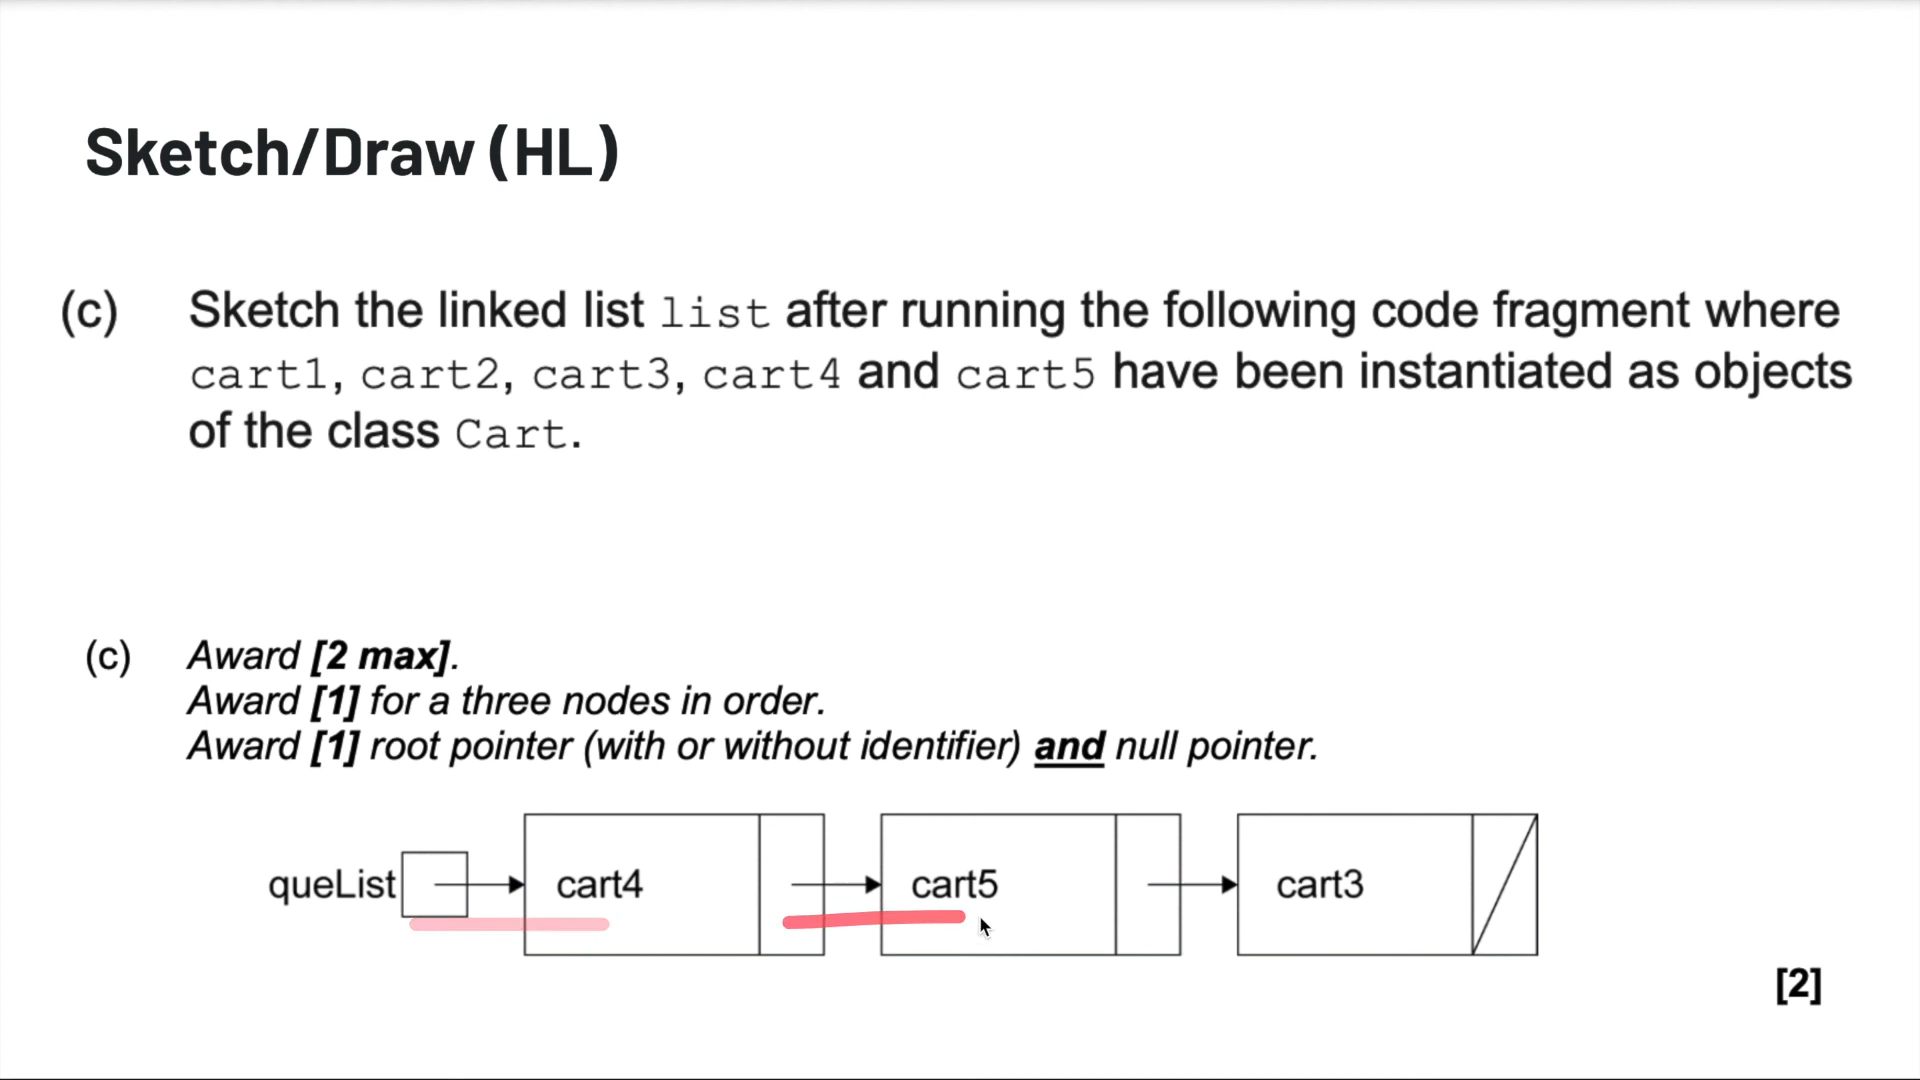 Sketch/Draw (HL)
(c) Sketch the linked list list after running the following code fragment where
cart1, cart2, cart3, cart4 and cart5 have been instantiated as objects
of the class Cart.
(c) Award [2 max].
Award [1] for a three nodes in order.
Award [1] root pointer (with or without identifier) and null pointer.
queList cart4 cart5 cart3
[2]